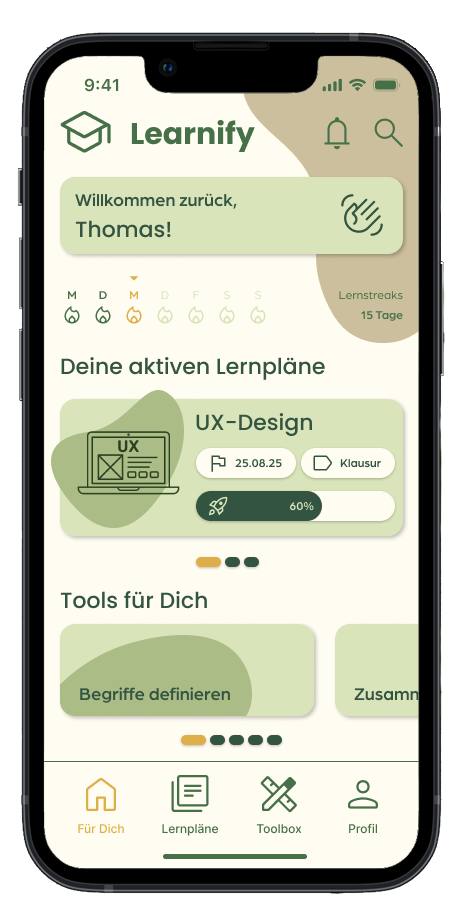 9:41
Learnify
Willkommen zurück,
Thomas!
M D M D F S S
Lernstreaks
15 Tage
Deine aktiven Lernpläne
UX
UX-Design
25.08.25 Klausur
60%
Tools für Dich
Begriffe definieren Zusamm
Für Dich Lernpläne Toolbox Profil